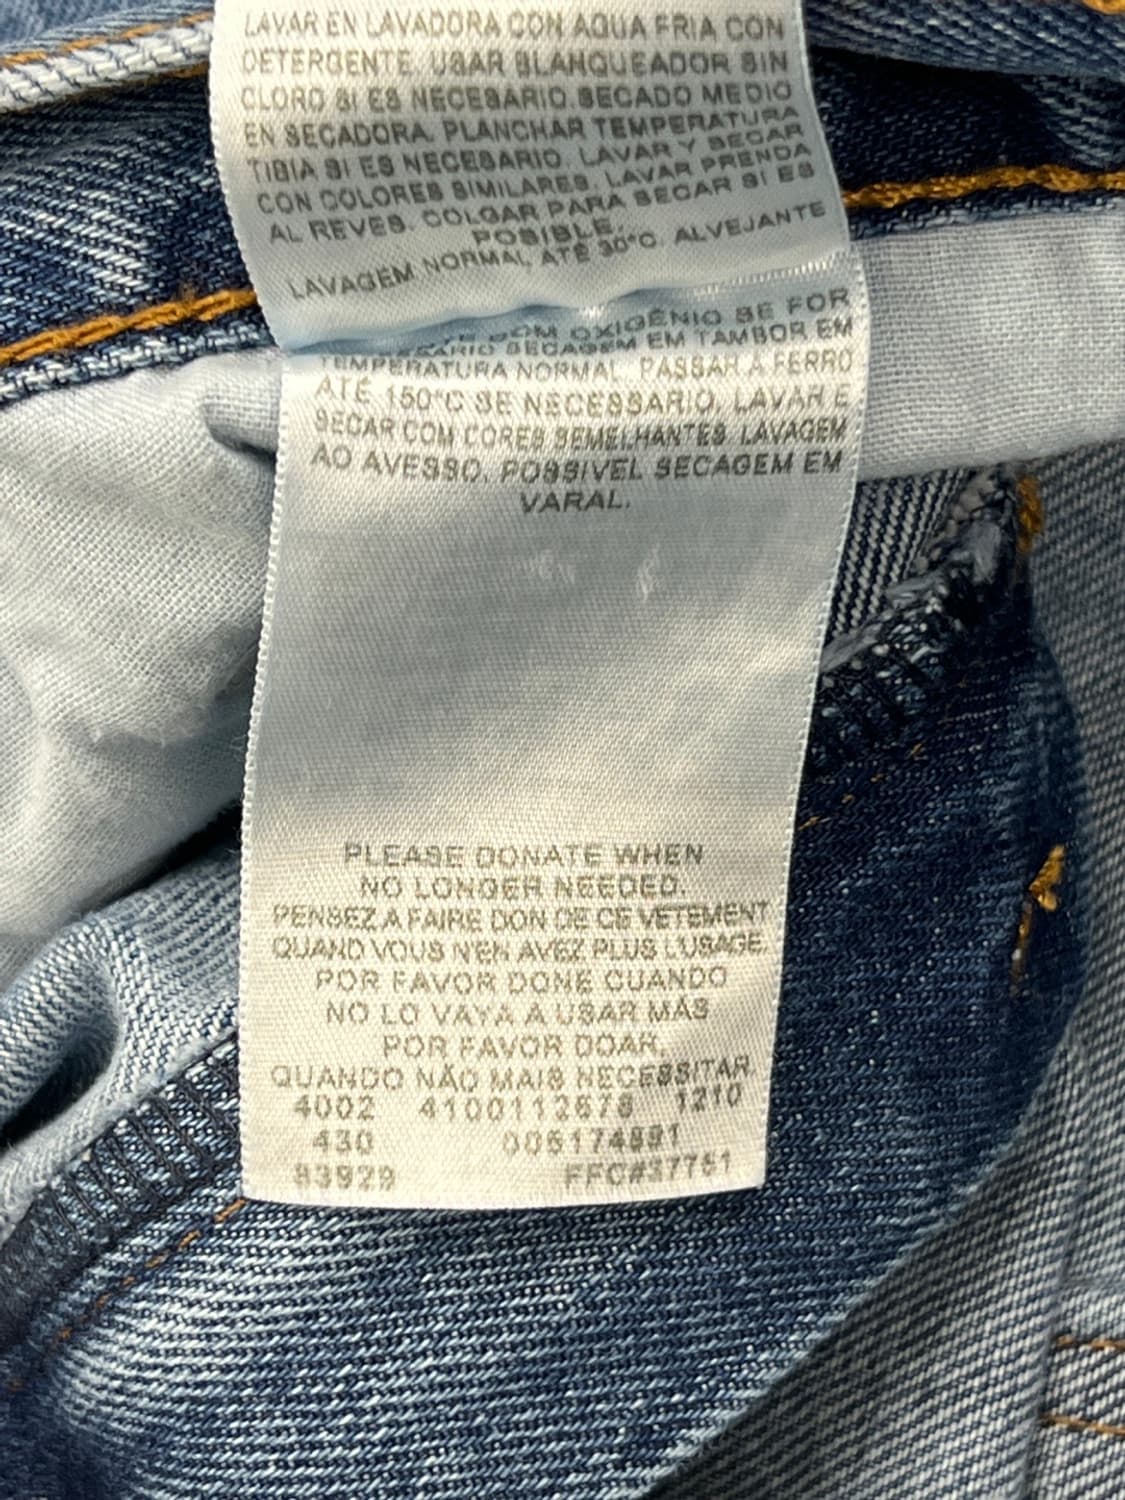 LAVAR EN LAVADORA CON AQUA FRIA CON
DETERGENTE. USAR BLANQUEADOR SIN
CLORO SI ES NECESARIO. SECADO MEDIO
EN SECADORA. PLANCHAR TEMPERATURA
TIBIA SI ES NECESARIO. LAVAR Y SECAR
CON COLORES SIMILARES. LAVAR PRENDA
AL REVES. COLGAR PARA SECAR SI ES
POSIBLE.
LAVAGEM NORMAL ATÉ 30°C. ALVEJANTE
COM OXIGÊNIO SE FOR
SECAGEM EM TAMBOR EM
TEMPERATURA NORMAL. PASSAR A FERRO
ATÉ 150°C SE NECESSARIO. LAVAR E
SECAR COM CORES SEMELHANTES. LAVAGEM
AO AVESSO. POSSIVEL SECAGEM EM
VARAL.
PLEASE DONATE WHEN
NO LONGER NEEDED.
PENSEZ A FAIRE DON DE CE VETEMENT
QUAND VOUS N'EN AVEZ PLUS L'USAGE.
POR FAVOR DONE CUANDO
NO LO VAYA A USAR MÁS
POR FAVOR DOAR,
QUANDO NÃO MAIS NECESSITAR.
4002 4100112678 1210
430 005174891
93929 FFC#37751